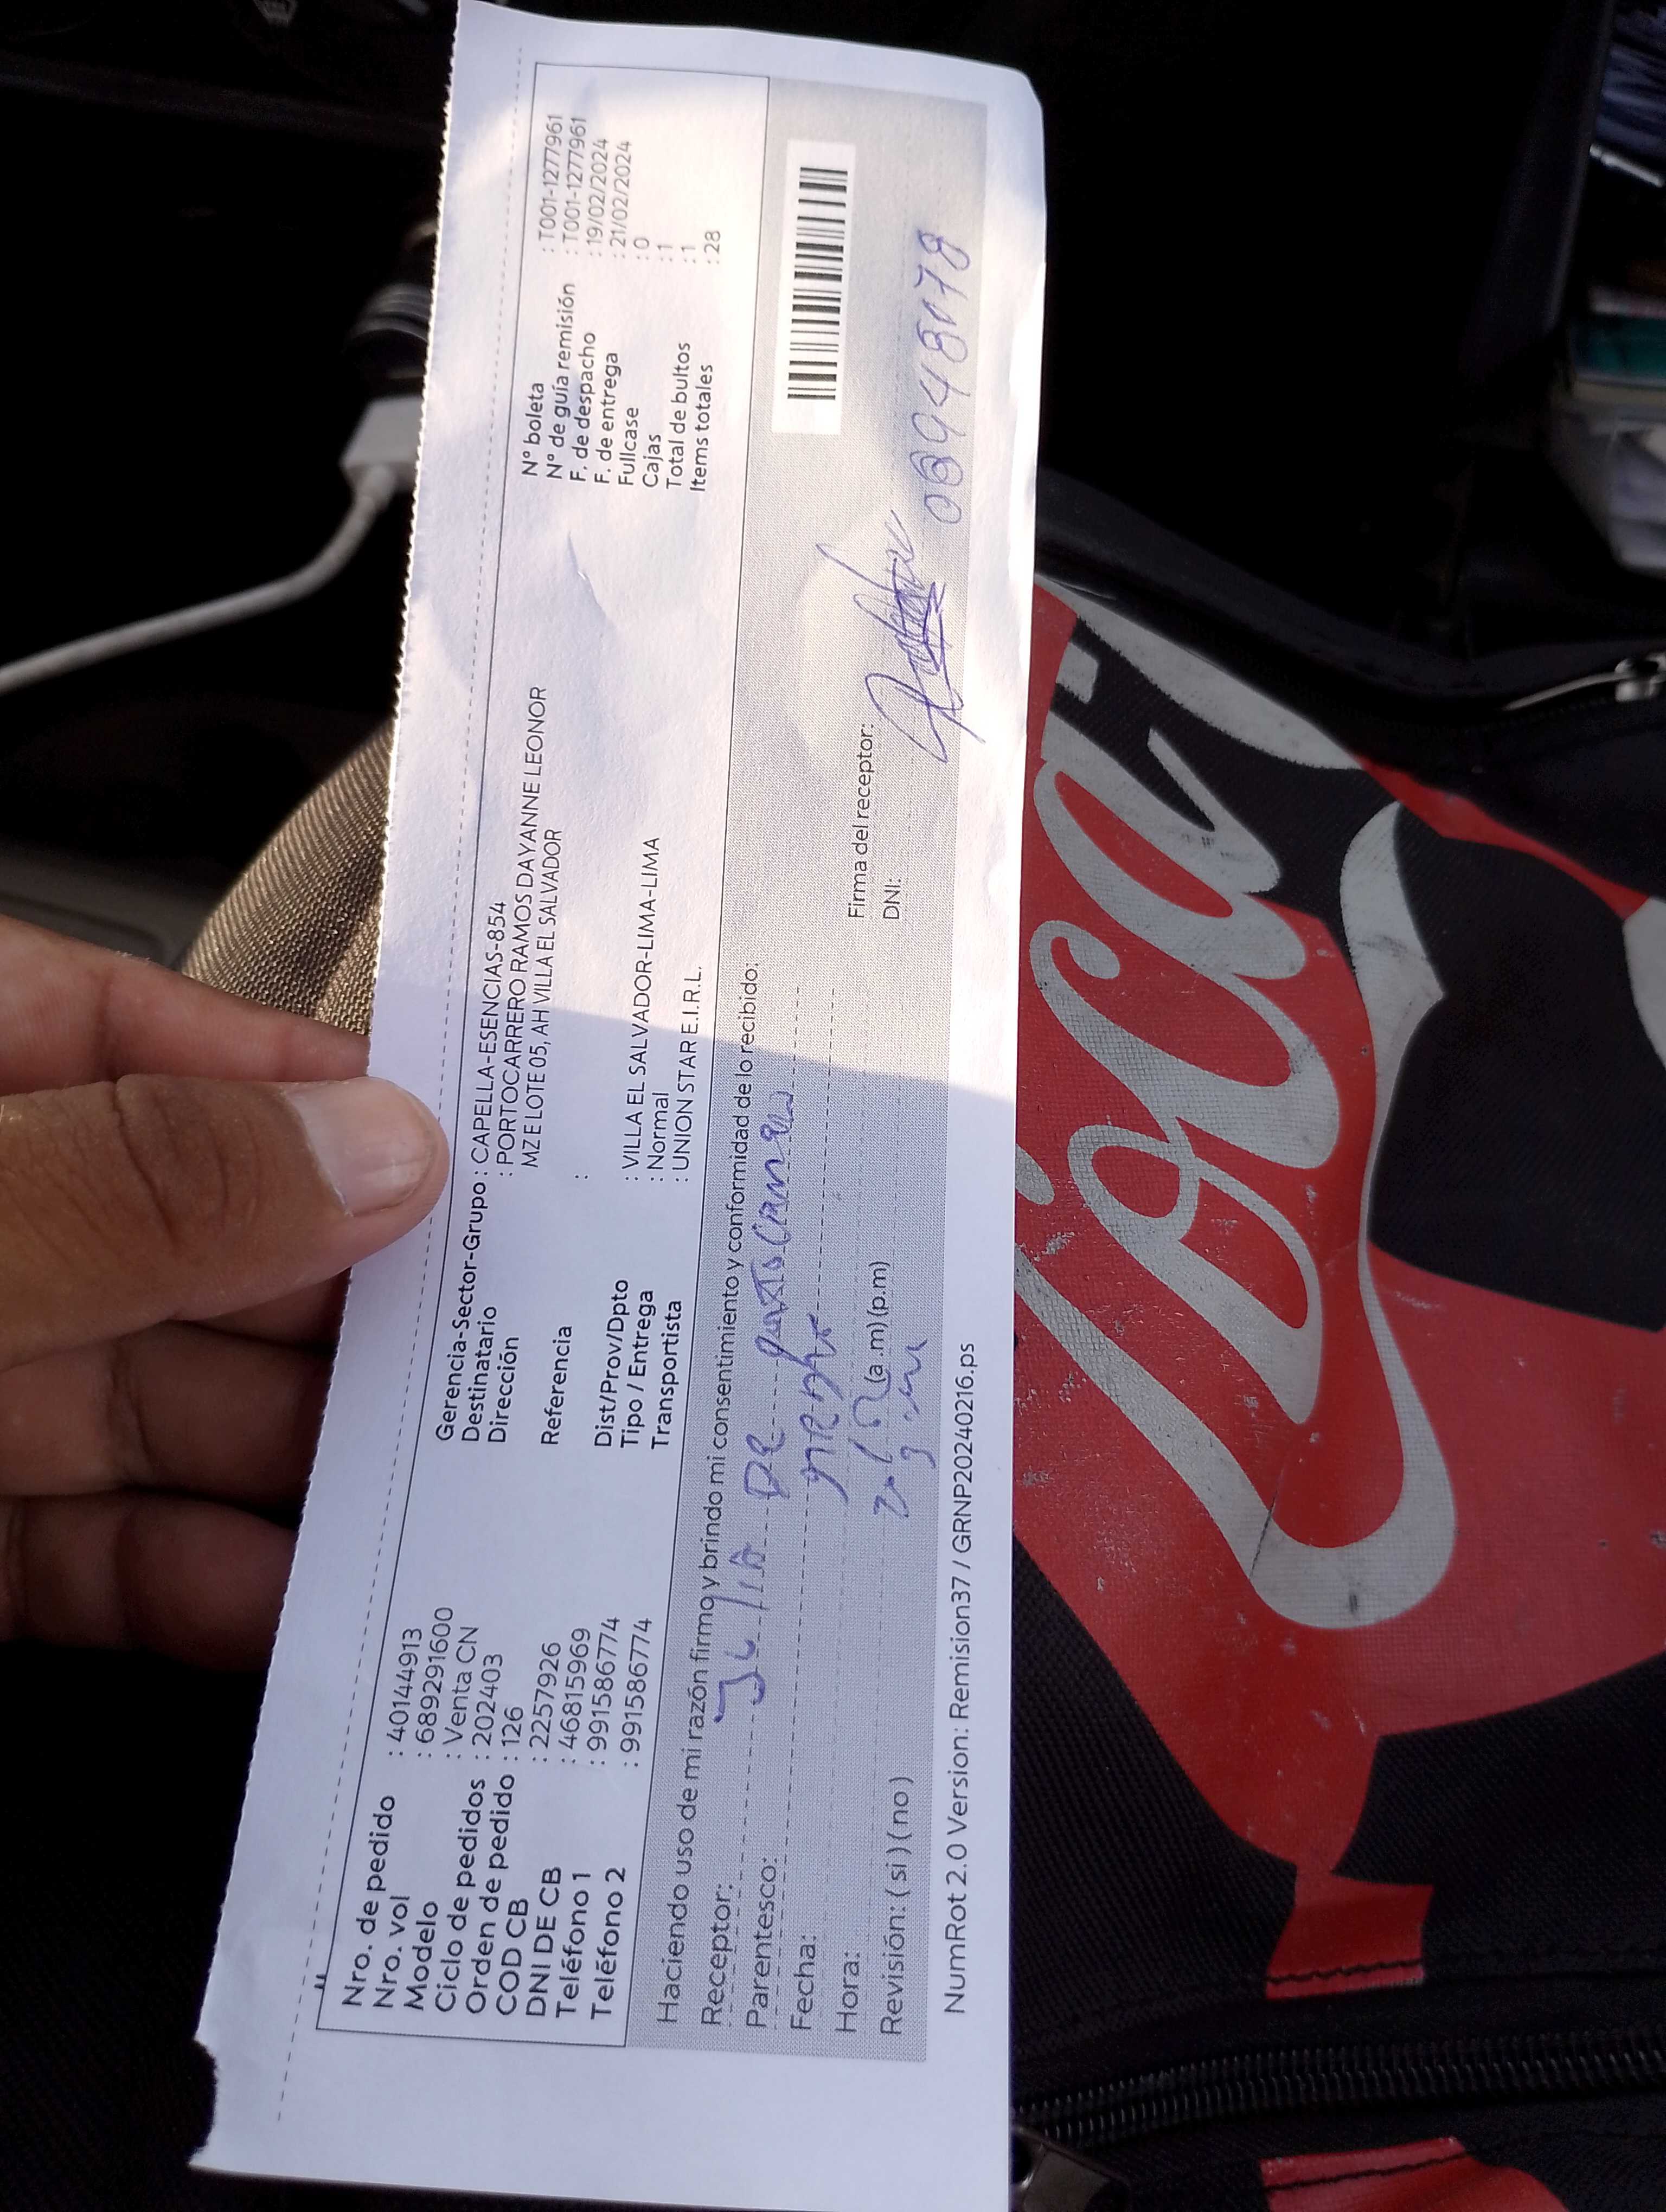 Nro. de pedido : 40144913
Nro. vol : 689291600
Modelo : Venta CN
Ciclo de pedidos : 202403
Orden de pedido : 126
COD CB : 2257926
DNI DE CB : 46815969
Teléfono 1 : 991586774
Teléfono 2 : 991586774
Gerencia-Sector-Grupo : CAPELLA-ESENCIAS-854
Destinatario : PORTOCARRERO RAMOS DAYANNE LEONOR
Dirección MZ E LOTE 05, AH VILLA EL SALVADOR
Referencia :
Dist/Prov/Dpto : VILLA EL SALVADOR-LIMA-LIMA
Tipo / Entrega : Normal
Transportista : UNION STAR E.I.R.L.
N° boleta : T001-1277961
N° de guía remisión : T001-1277961
F. de despacho : 19/02/2024
F. de entrega : 21/02/2024
Fullcase : 0
Cajas : 1
Total de bultos : 1
Items totales : 28
Haciendo uso de mi razón firmo y brindo mi consentimiento y conformidad de lo recibido:
Receptor:
Parentesco:
Fecha:
Hora: (a.m) (p.m)
Revisión: ( si ) ( no )
Firma del receptor:
DNI:
NumRot 2.0 Version: Remision37 / GRNP20240216.ps
Coca